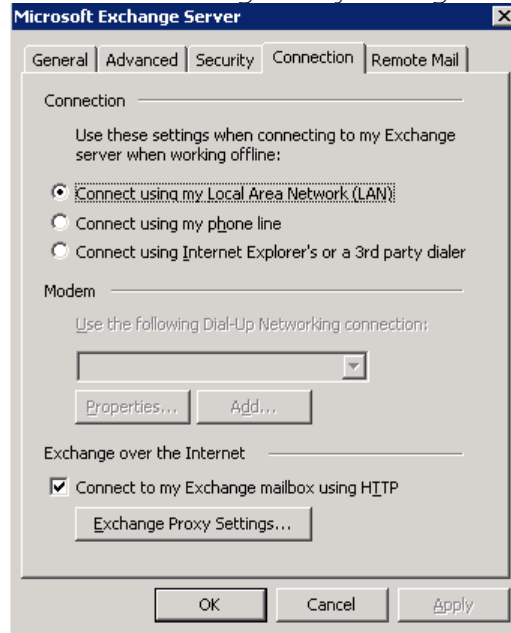 Microsoft Exchange Server
General Advanced Security Connection Remote Mail
Connection
Use these settings when connecting to my Exchange
server when working offline:
Connect using my Local Area Network (LAN)
Connect using my phone line
Connect using Internet Explorer's or a 3rd party dialer
Modem
Use the following Dial-Up Networking connection:
Properties... Add...
Exchange over the Internet
Connect to my Exchange mailbox using HTTP
Exchange Proxy Settings...
OK Cancel Apply